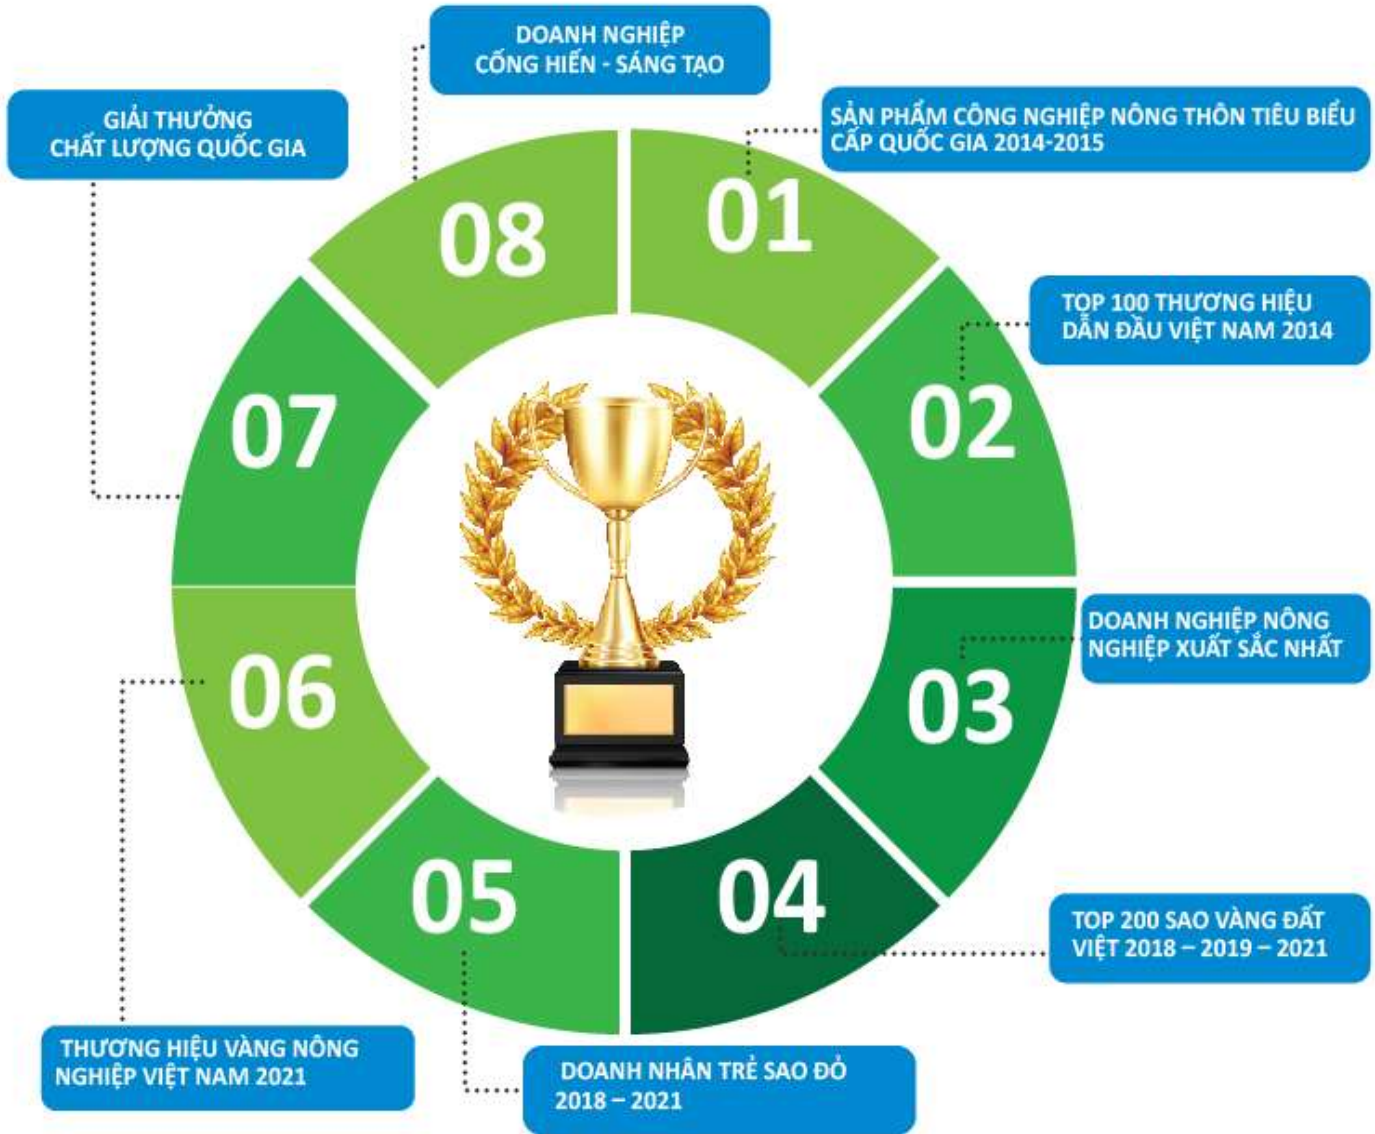 DOANH NGHIỆP
CỐNG HIẾN - SÁNG TẠO
GIẢI THƯỞNG
CHẤT LƯỢNG QUỐC GIA
SẢN PHẨM CÔNG NGHIỆP NÔNG THÔN TIÊU BIỂU
CẤP QUỐC GIA 2014-2015
08
01
TOP 100 THƯƠNG HIỆU
DẪN ĐẦU VIỆT NAM 2014
07
02
DOANH NGHIỆP NÔNG
NGHIỆP XUẤT SẮC NHẤT
06
03
05
04
TOP 200 SAO VÀNG ĐẤT
VIỆT 2018 – 2019 – 2021
THƯƠNG HIỆU VÀNG NÔNG
NGHIỆP VIỆT NAM 2021
DOANH NHÂN TRẺ SAO ĐỎ
2018 – 2021